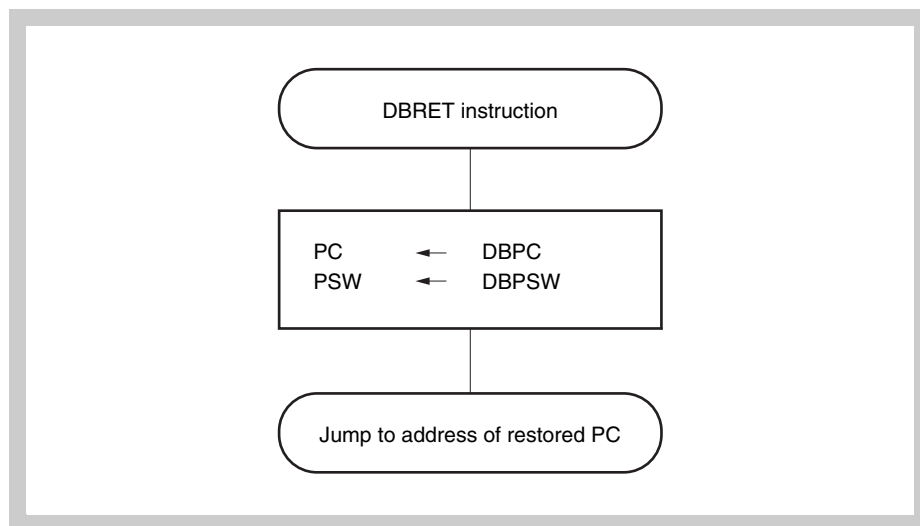 DBRET instruction
PC ← DBPC
PSW ← DBPSW
Jump to address of restored PC